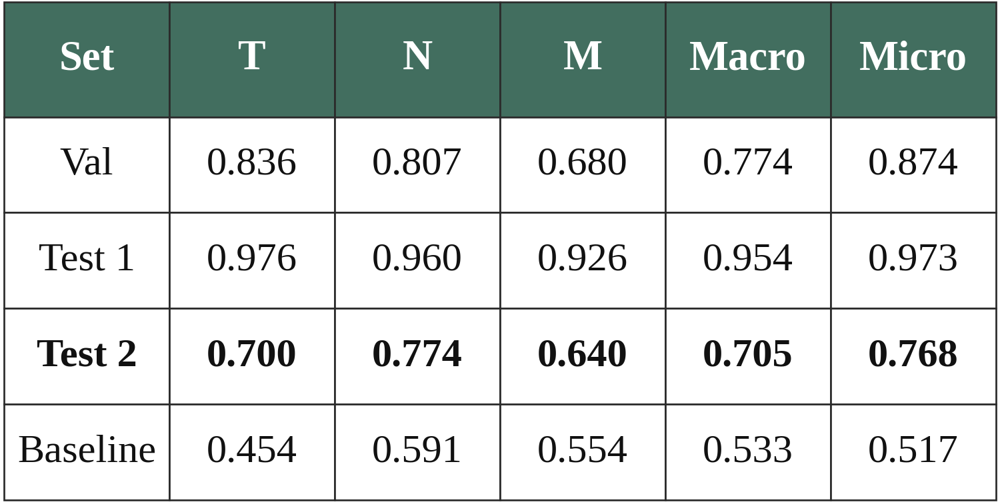 Set T N M Macro Micro
Val 0.836 0.807 0.680 0.774 0.874
Test 1 0.976 0.960 0.926 0.954 0.973
Test 2 0.700 0.774 0.640 0.705 0.768
Baseline 0.454 0.591 0.554 0.533 0.517